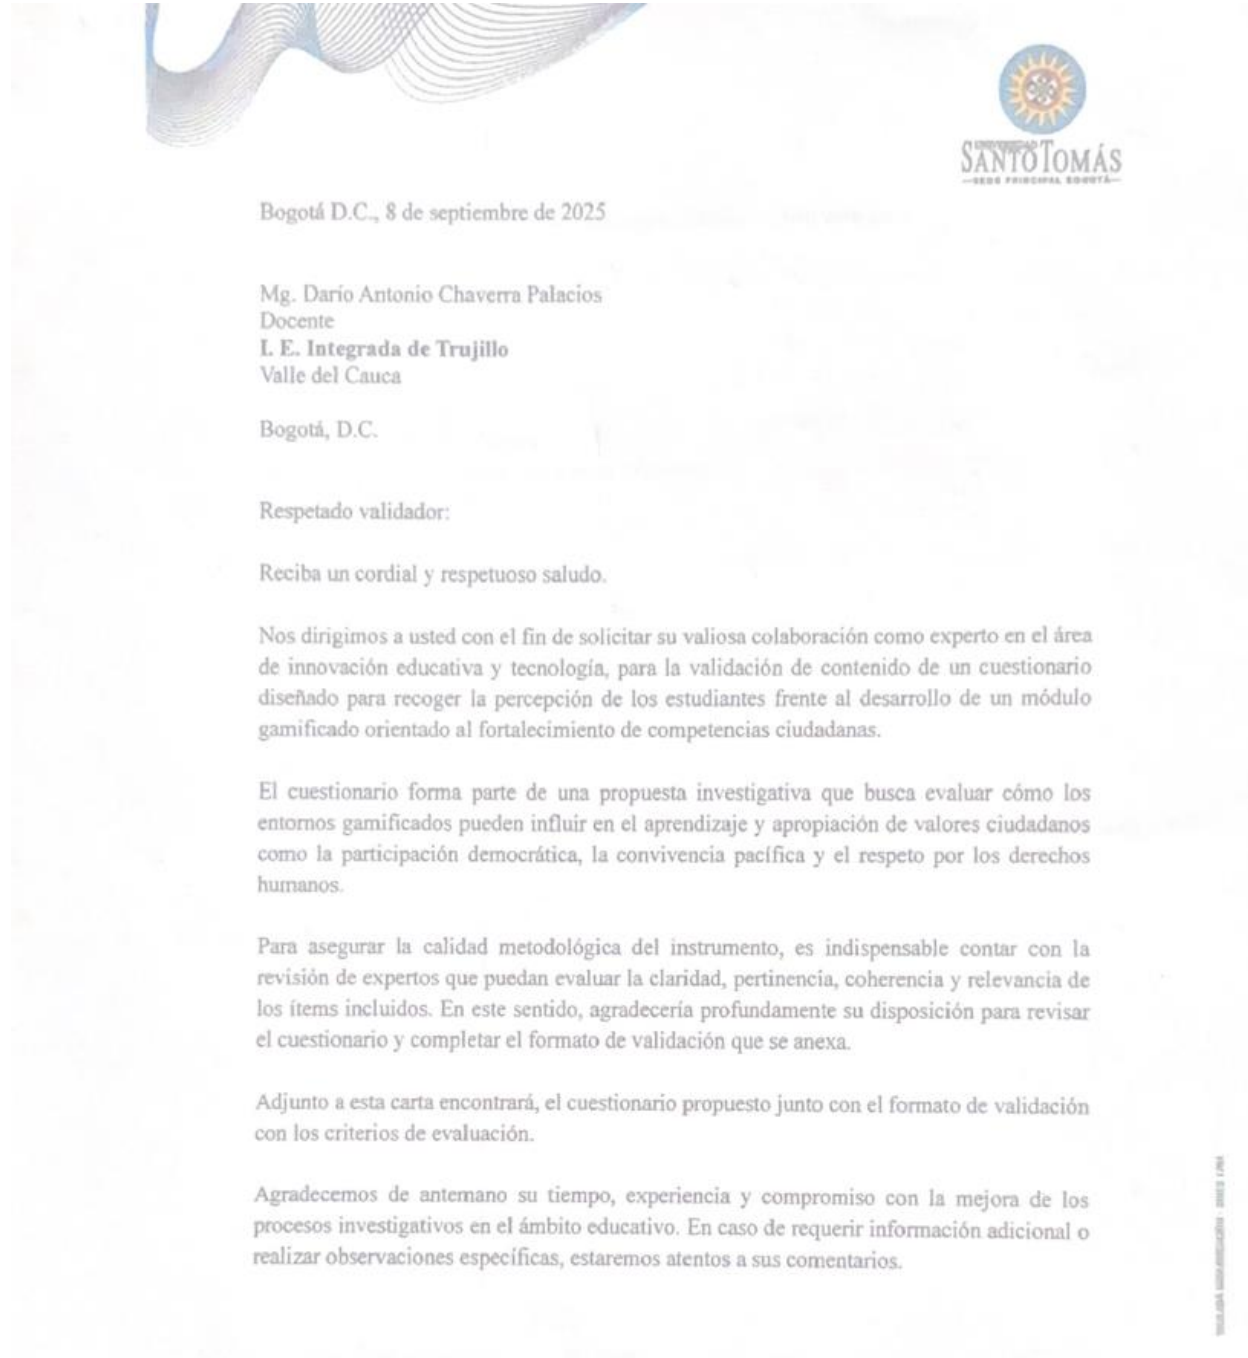 UNIVERSIDAD
SANTO TOMÁS
SEDE PRINCIPAL BOGOTÁ
Bogotá D.C., 8 de septiembre de 2025
Mg. Darío Antonio Chaverra Palacios
Docente
I. E. Integrada de Trujillo
Valle del Cauca
Bogotá, D.C.
Respetado validador:
Reciba un cordial y respetuoso saludo.
Nos dirigimos a usted con el fin de solicitar su valiosa colaboración como experto en el área
de innovación educativa y tecnología, para la validación de contenido de un cuestionario
diseñado para recoger la percepción de los estudiantes frente al desarrollo de un módulo
gamificado orientado al fortalecimiento de competencias ciudadanas.
El cuestionario forma parte de una propuesta investigativa que busca evaluar cómo los
entornos gamificados pueden influir en el aprendizaje y apropiación de valores ciudadanos
como la participación democrática, la convivencia pacífica y el respeto por los derechos
humanos.
Para asegurar la calidad metodológica del instrumento, es indispensable contar con la
revisión de expertos que puedan evaluar la claridad, pertinencia, coherencia y relevancia de
los ítems incluidos. En este sentido, agradecería profundamente su disposición para revisar
el cuestionario y completar el formato de validación que se anexa.
Adjunto a esta carta encontrará, el cuestionario propuesto junto con el formato de validación
con los criterios de evaluación.
Agradecemos de antemano su tiempo, experiencia y compromiso con la mejora de los
procesos investigativos en el ámbito educativo. En caso de requerir información adicional o
realizar observaciones específicas, estaremos atentos a sus comentarios.